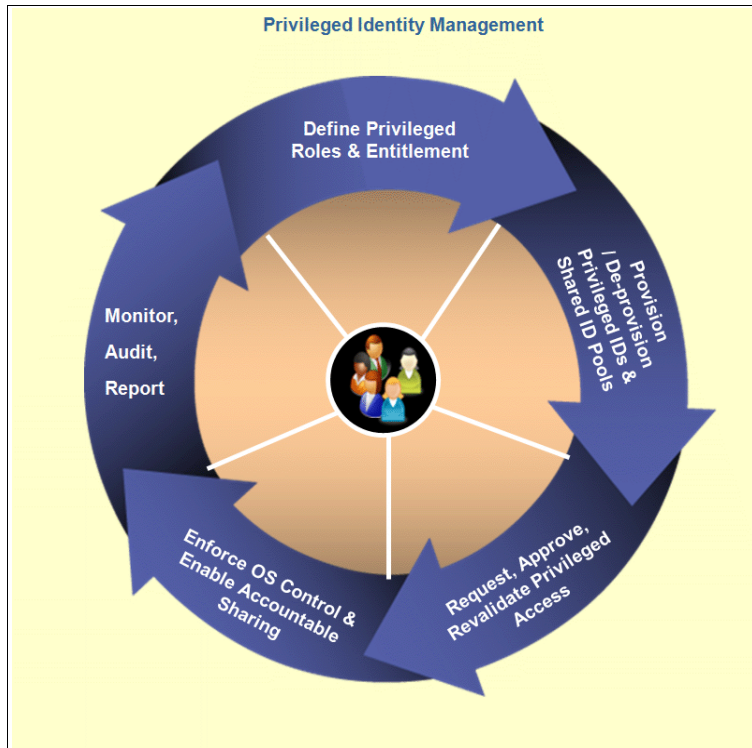 Privileged Identity Management
Define Privileged
Roles & Entitlement
Provision
/ De-provision
Privileged IDs &
Shared ID Pools
Request, Approve,
Revalidate Privileged
Access
Enforce OS Control &
Enable Accountable
Sharing
Monitor,
Audit,
Report